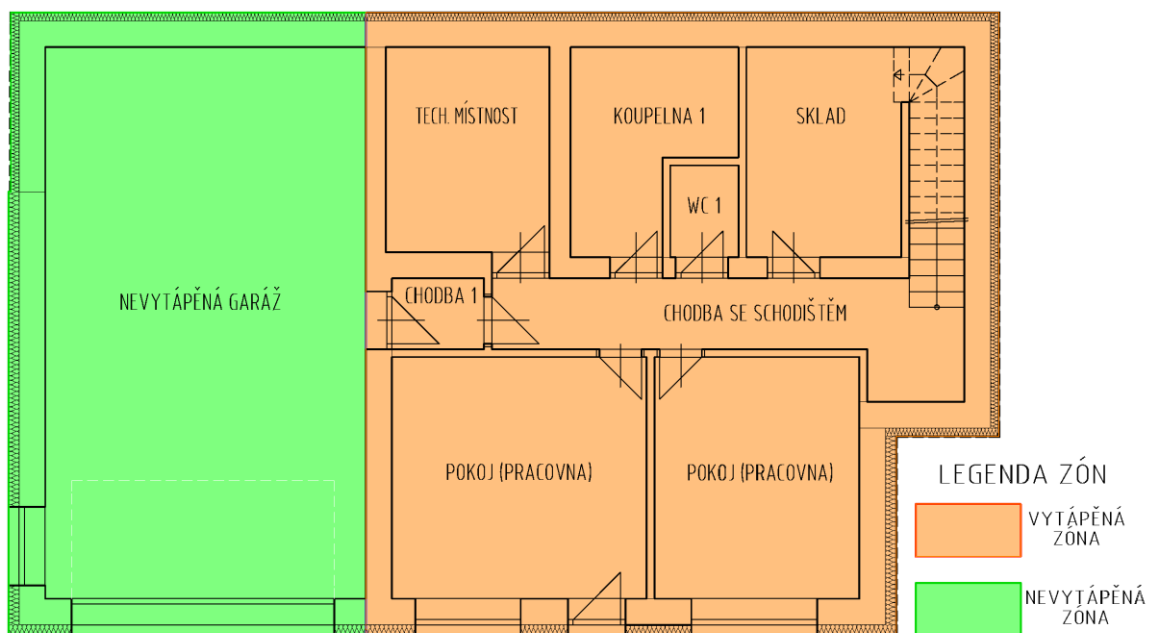 TECH. MÍSTNOST
KOUPELNA 1
SKLAD
WC 1
NEVYTÁPĚNÁ GARÁŽ
CHODBA 1
CHODBA SE SCHODIŠTĚM
POKOJ (PRACOVNA)
POKOJ (PRACOVNA)
LEGENDA ZÓN
VYTÁPĚNÁ
ZÓNA
NEVYTÁPĚNÁ
ZÓNA